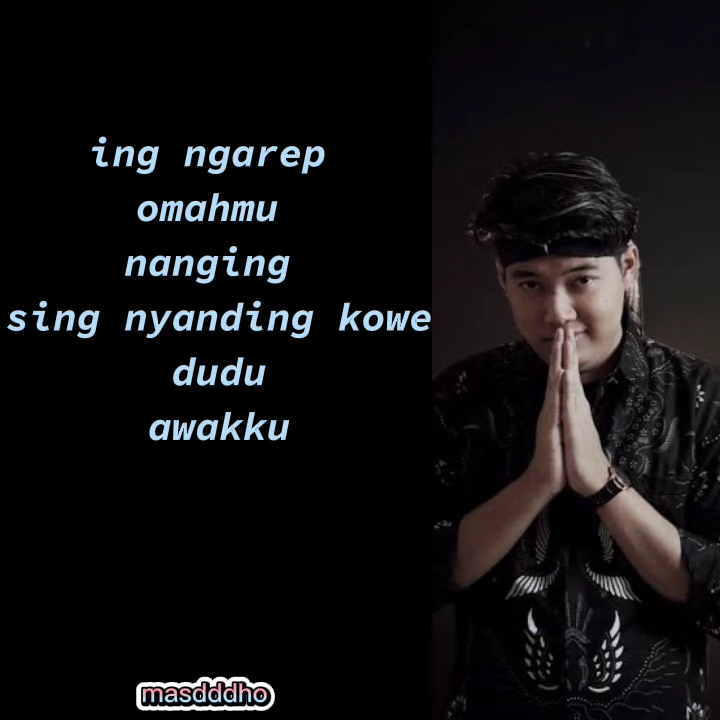 ing ngarep
omahmu
nanging
sing nyanding kowe
dudu
awakku
masdddho